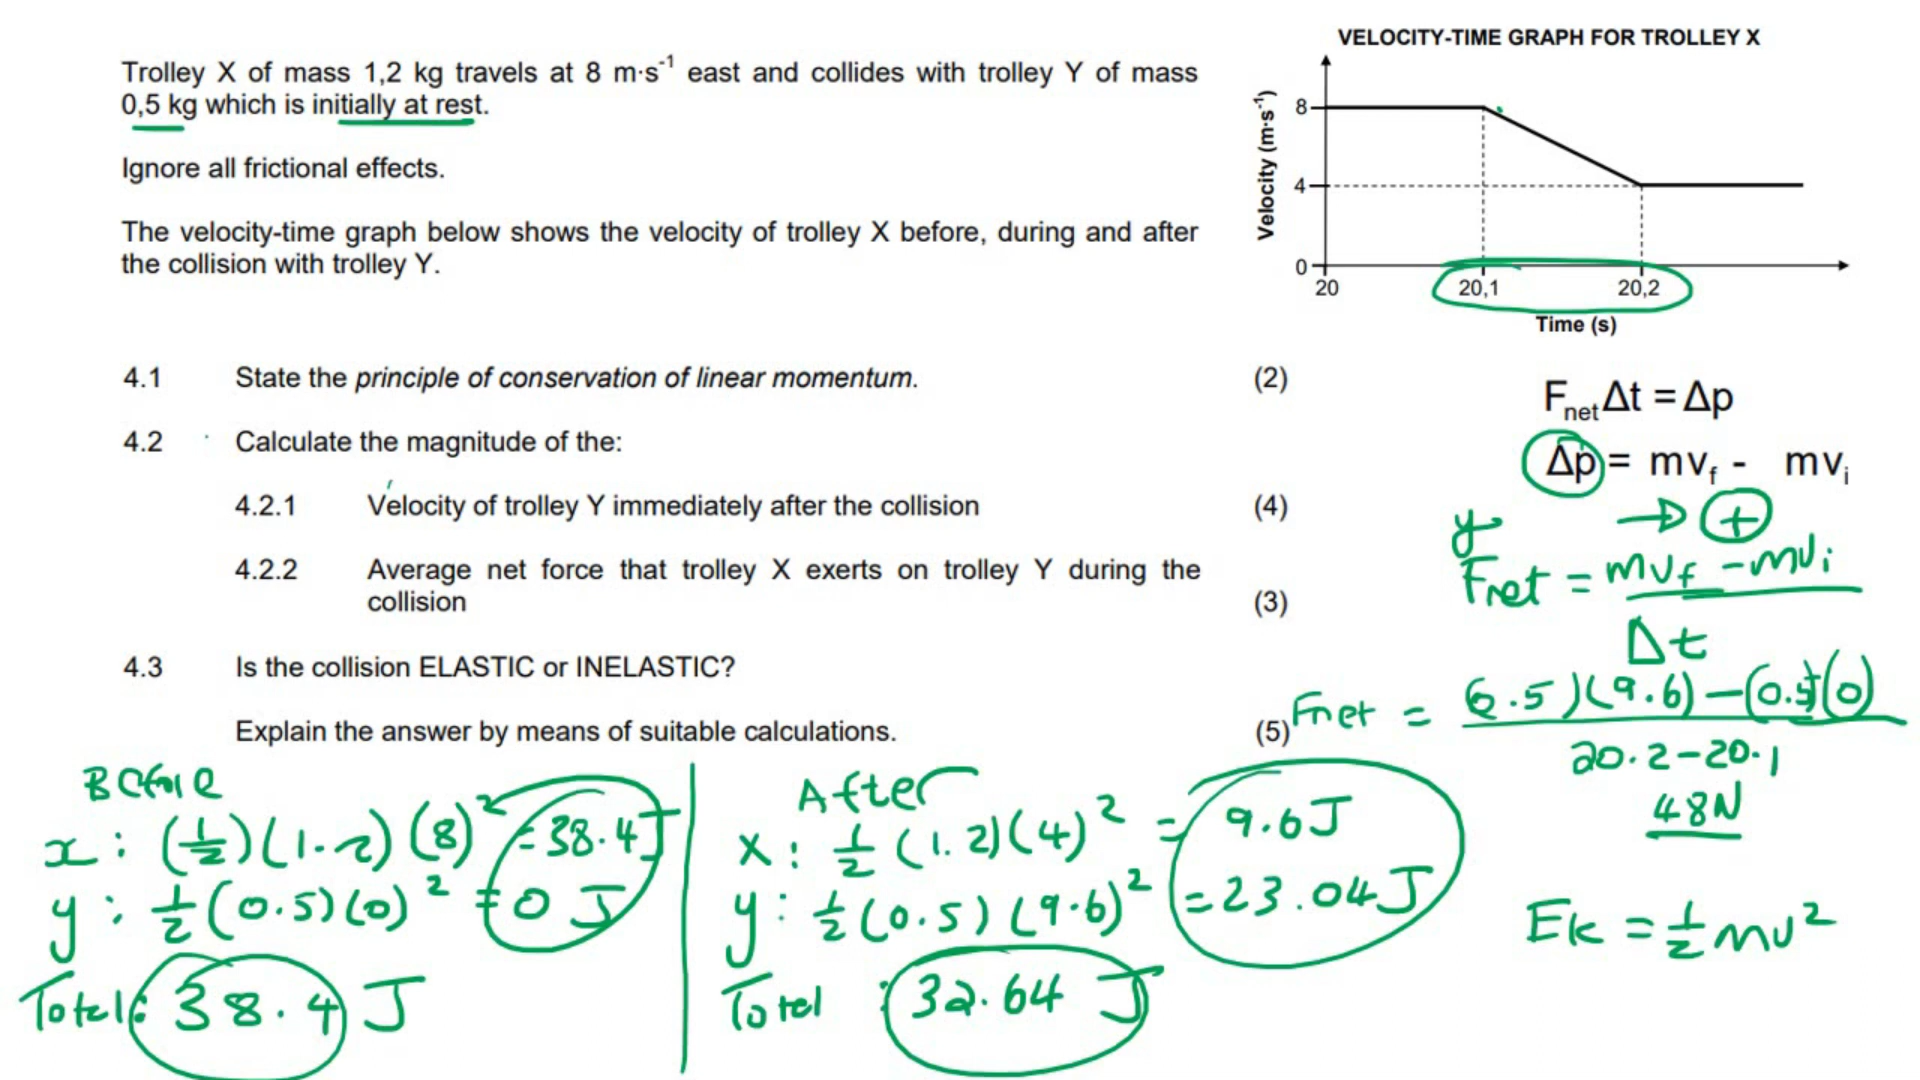 Trolley X of mass 1,2 kg travels at 8 m·s⁻¹ east and collides with trolley Y of mass
0,5 kg which is initially at rest.
Ignore all frictional effects.
The velocity-time graph below shows the velocity of trolley X before, during and after
the collision with trolley Y.
VELOCITY-TIME GRAPH FOR TROLLEY X
Velocity (m·s⁻¹)
8
4
0
20 20,1 20,2
Time (s)
4.1 State the principle of conservation of linear momentum. (2)
4.2 Calculate the magnitude of the:
4.2.1 Velocity of trolley Y immediately after the collision (4)
4.2.2 Average net force that trolley X exerts on trolley Y during the
collision (3)
4.3 Is the collision ELASTIC or INELASTIC?
Explain the answer by means of suitable calculations. (5)
F_net Δt = Δp
Δp = mv_f - mv_i
→ +
y
Fnet = mvf - mvi
Δt
Fnet = (0.5)(9.6) - (0.5)(0)
20.2 - 20.1
48N
Ek = ½mv²
Before
x: (½)(1.2)(8)² = 38.4J
y: ½(0.5)(0)² = 0 J
Total: 38.4 J
After
x: ½(1.2)(4)² = 9.6J
y: ½(0.5)(9.6)² = 23.04J
Total : 32.64 J